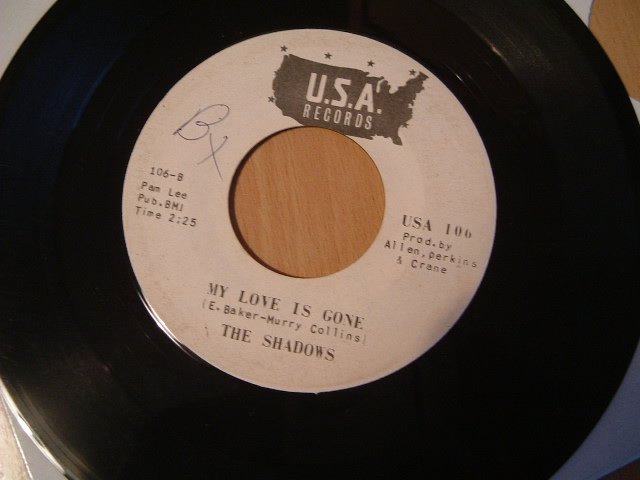 U.S.A.
RECORDS
Bx
106-B
Pam Lee
Pub.BMI
Time 2:25
USA 106
Prod.by
Allen,perkins
& Crane
MY LOVE IS GONE
(E.Baker-Murry Collins)
THE SHADOWS